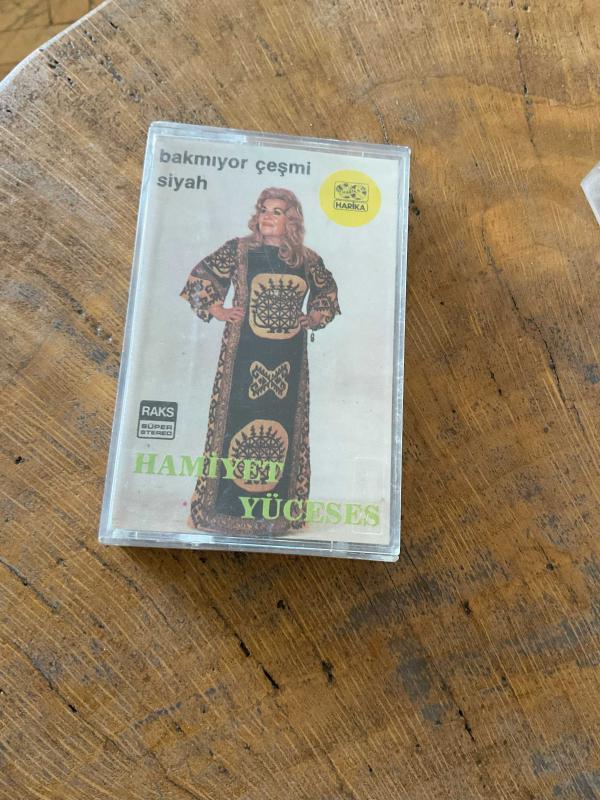 bakmıyor çeşmi
siyah
HARİKA
RAKS
SÜPER
STEREO
HAMİYET
YÜCESES